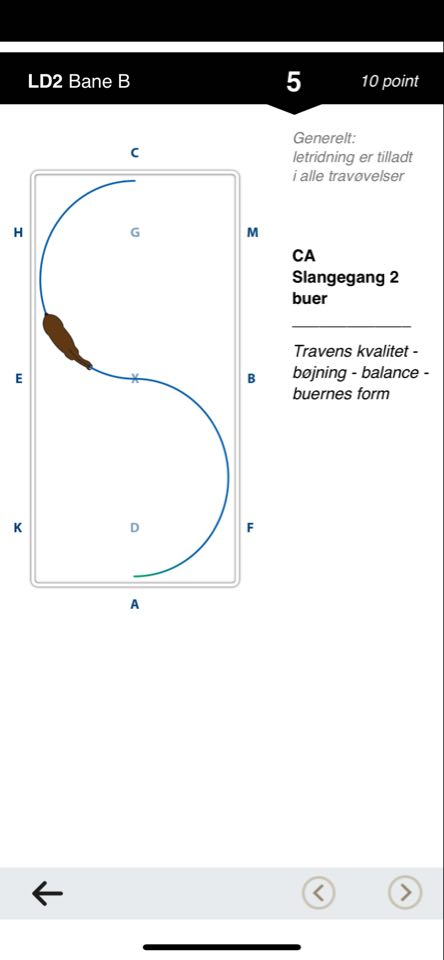 LD2 Bane B
5
10 point
Generelt:
letridning er tilladt
i alle travøvelser
CA
Slangegang 2
buer
Travens kvalitet -
bøjning - balance -
buernes form
C
H
G
M
E
X
B
K
D
F
A